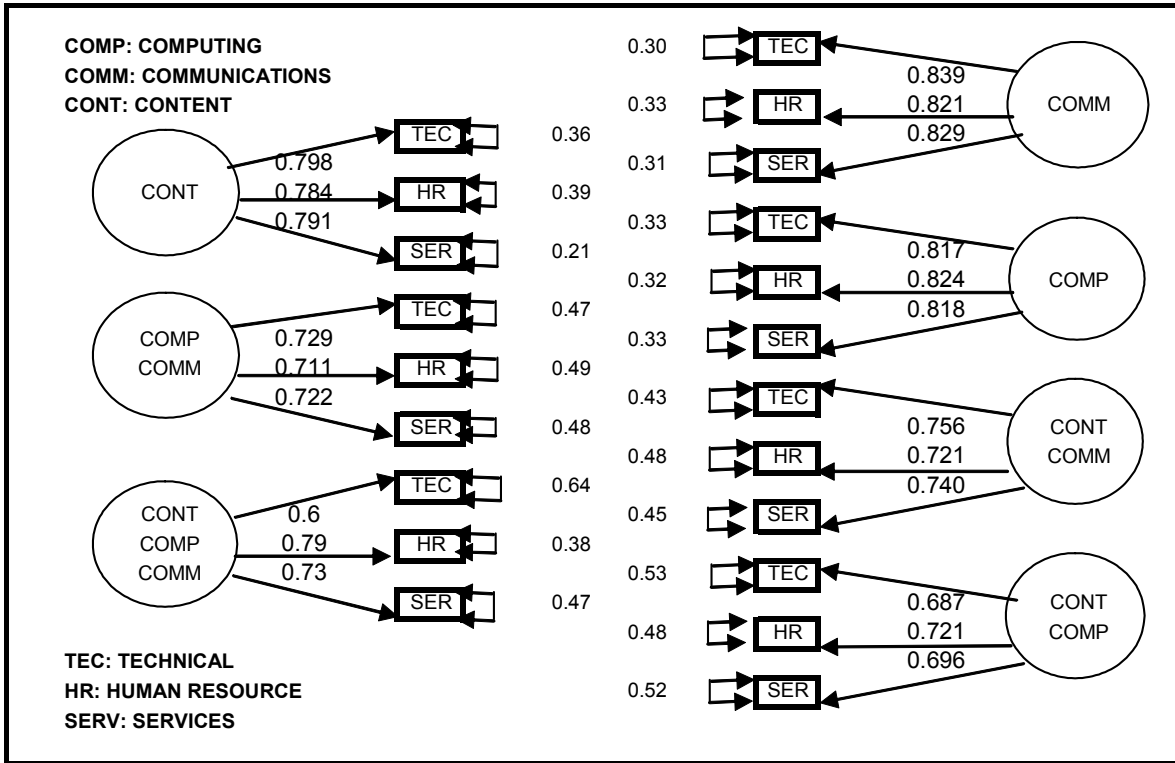 COMP: COMPUTING
COMM: COMMUNICATIONS
CONT: CONTENT
CONT
0.798
0.784
0.791
TEC
0.36
HR
0.39
SER
0.21
COMP
COMM
0.729
0.711
0.722
TEC
0.47
HR
0.49
SER
0.48
CONT
COMP
COMM
0.6
0.79
0.73
TEC
0.64
HR
0.38
SER
0.47
TEC: TECHNICAL
HR: HUMAN RESOURCE
SERV: SERVICES
0.30
TEC
0.33
HR
0.31
SER
0.839
0.821
0.829
COMM
0.33
TEC
0.32
HR
0.33
SER
0.817
0.824
0.818
COMP
0.43
TEC
0.48
HR
0.45
SER
0.756
0.721
0.740
CONT
COMM
0.53
TEC
0.48
HR
0.52
SER
0.687
0.721
0.696
CONT
COMP